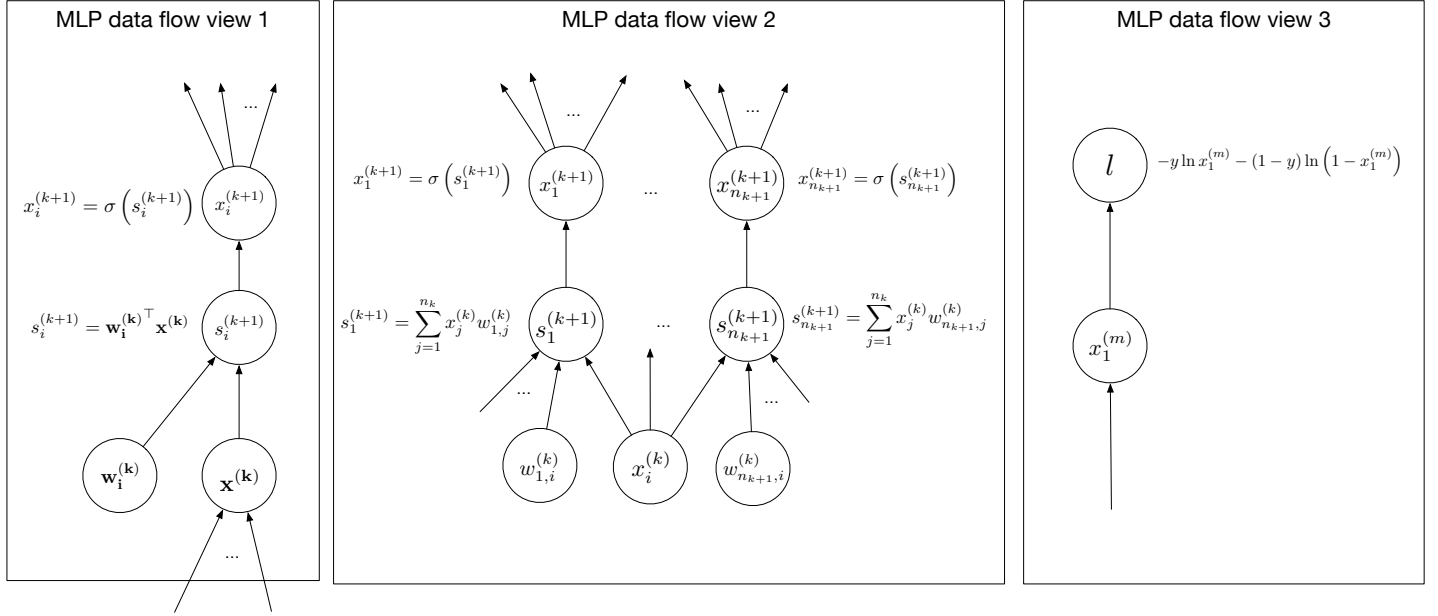 MLP data flow view 1
...
x_i^{(k+1)} = σ(s_i^{(k+1)})
x_i^{(k+1)}
s_i^{(k+1)} = w_i^{(k)⊤} x^{(k)}
s_i^{(k+1)}
w_i^{(k)}
x^{(k)}
...
MLP data flow view 2
...
...
x_1^{(k+1)} = σ(s_1^{(k+1)})
x_1^{(k+1)}
...
x_{n_{k+1}}^{(k+1)}
x_{n_{k+1}}^{(k+1)} = σ(s_{n_{k+1}}^{(k+1)})
s_1^{(k+1)} = ∑_{j=1}^{n_k} x_j^{(k)} w_{1,j}^{(k)}
s_1^{(k+1)}
...
s_{n_{k+1}}^{(k+1)}
s_{n_{k+1}}^{(k+1)} = ∑_{j=1}^{n_k} x_j^{(k)} w_{n_{k+1},j}^{(k)}
...
...
w_{1,i}^{(k)}
x_i^{(k)}
w_{n_{k+1},i}^{(k)}
MLP data flow view 3
l
-y ln x_1^{(m)} - (1 - y) ln(1 - x_1^{(m)})
x_1^{(m)}